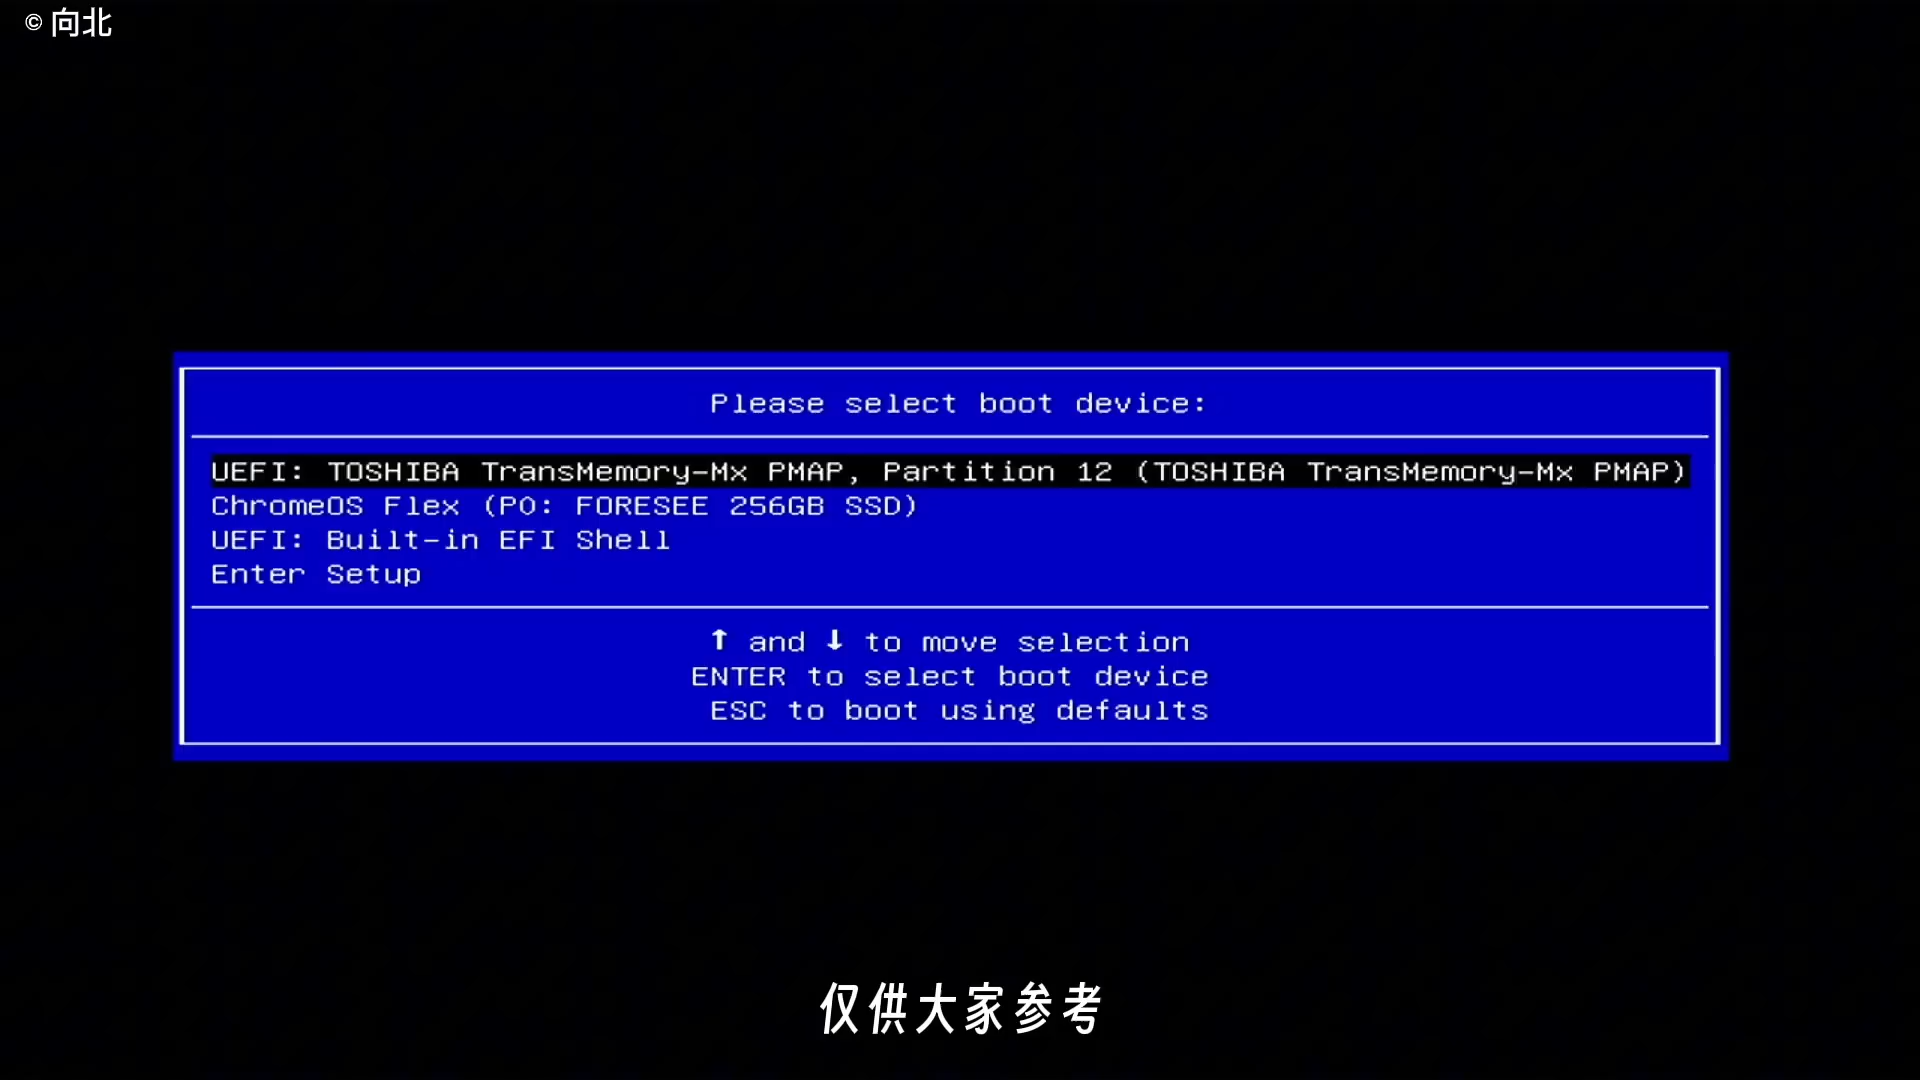 © 向北
Please select boot device:
UEFI: TOSHIBA TransMemory-Mx PMAP, Partition 12 (TOSHIBA TransMemory-Mx PMAP)
ChromeOS Flex (P0: FORESEE 256GB SSD)
UEFI: Built-in EFI Shell
Enter Setup
↑ and ↓ to move selection
ENTER to select boot device
ESC to boot using defaults
仅供大家参考